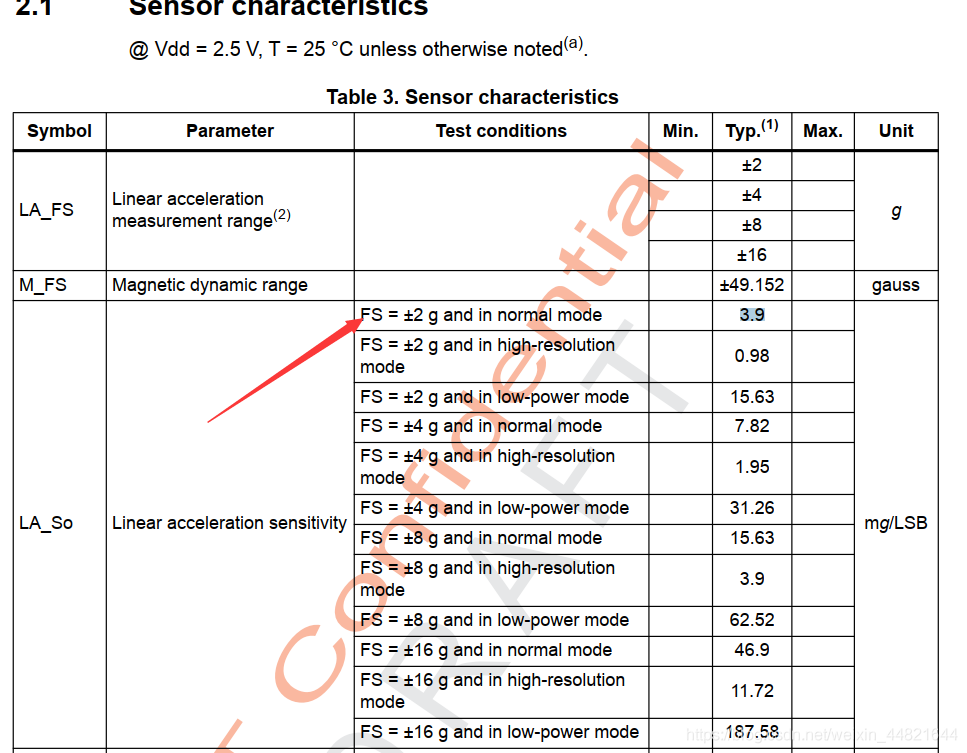 2.1 Sensor characteristics
@ Vdd = 2.5 V, T = 25 °C unless otherwise noted(a).
Table 3. Sensor characteristics
Symbol Parameter Test conditions Min. Typ.(1) Max. Unit
LA_FS Linear acceleration measurement range(2) ±2 g
±4
±8
±16
M_FS Magnetic dynamic range ±49.152 gauss
LA_So Linear acceleration sensitivity FS = ±2 g and in normal mode 3.9 mg/LSB
FS = ±2 g and in high-resolution
mode 0.98
FS = ±2 g and in low-power mode 15.63
FS = ±4 g and in normal mode 7.82
FS = ±4 g and in high-resolution
mode 1.95
FS = ±4 g and in low-power mode 31.26
FS = ±8 g and in normal mode 15.63
FS = ±8 g and in high-resolution
mode 3.9
FS = ±8 g and in low-power mode 62.52
FS = ±16 g and in normal mode 46.9
FS = ±16 g and in high-resolution
mode 11.72
FS = ±16 g and in low-power mode 187.58
Confidential
DRAFT